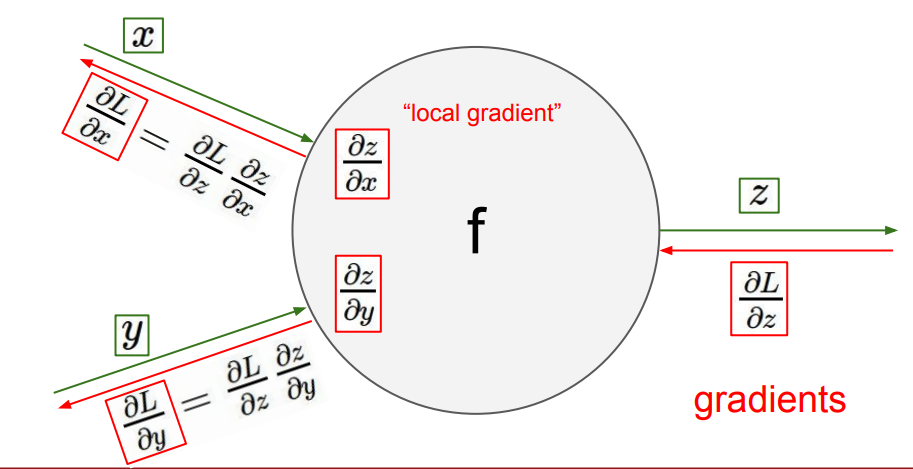 x
∂L/∂x = ∂L/∂z ∂z/∂x
“local gradient”
∂z/∂x
f
z
∂L/∂z
∂z/∂y
y
∂L/∂y = ∂L/∂z ∂z/∂y
gradients